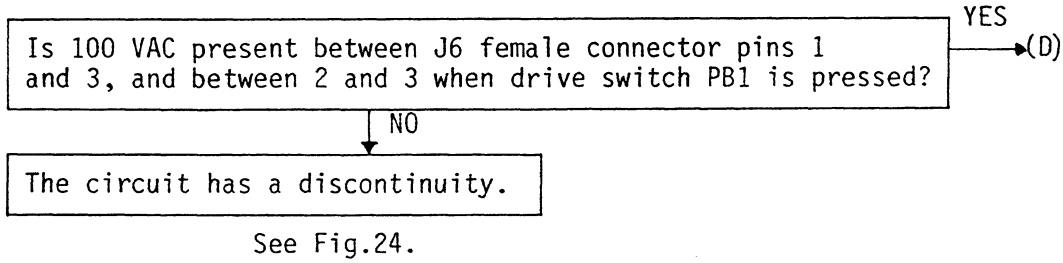 YES
Is 100 VAC present between J6 female connector pins 1
and 3, and between 2 and 3 when drive switch PB1 is pressed?
(D)
NO
The circuit has a discontinuity.
See Fig.24.